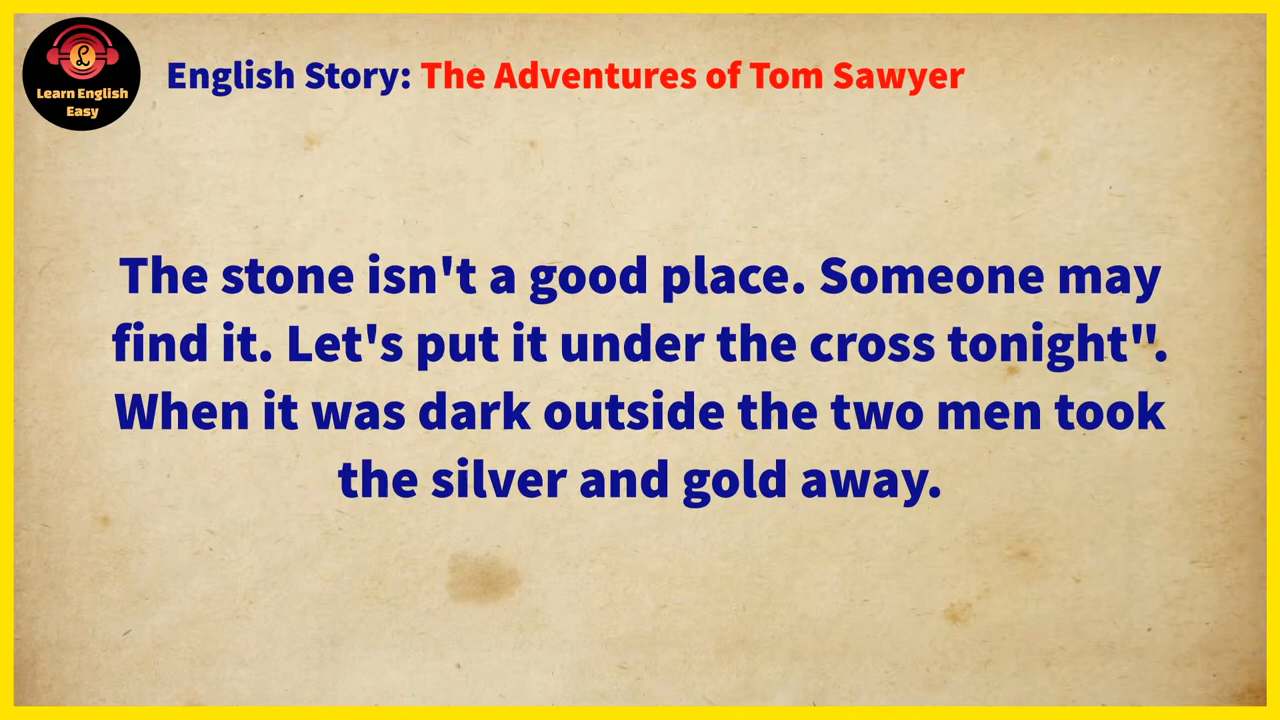 Learn English
Easy
English Story: The Adventures of Tom Sawyer
The stone isn't a good place. Someone may
find it. Let's put it under the cross tonight".
When it was dark outside the two men took
the silver and gold away.